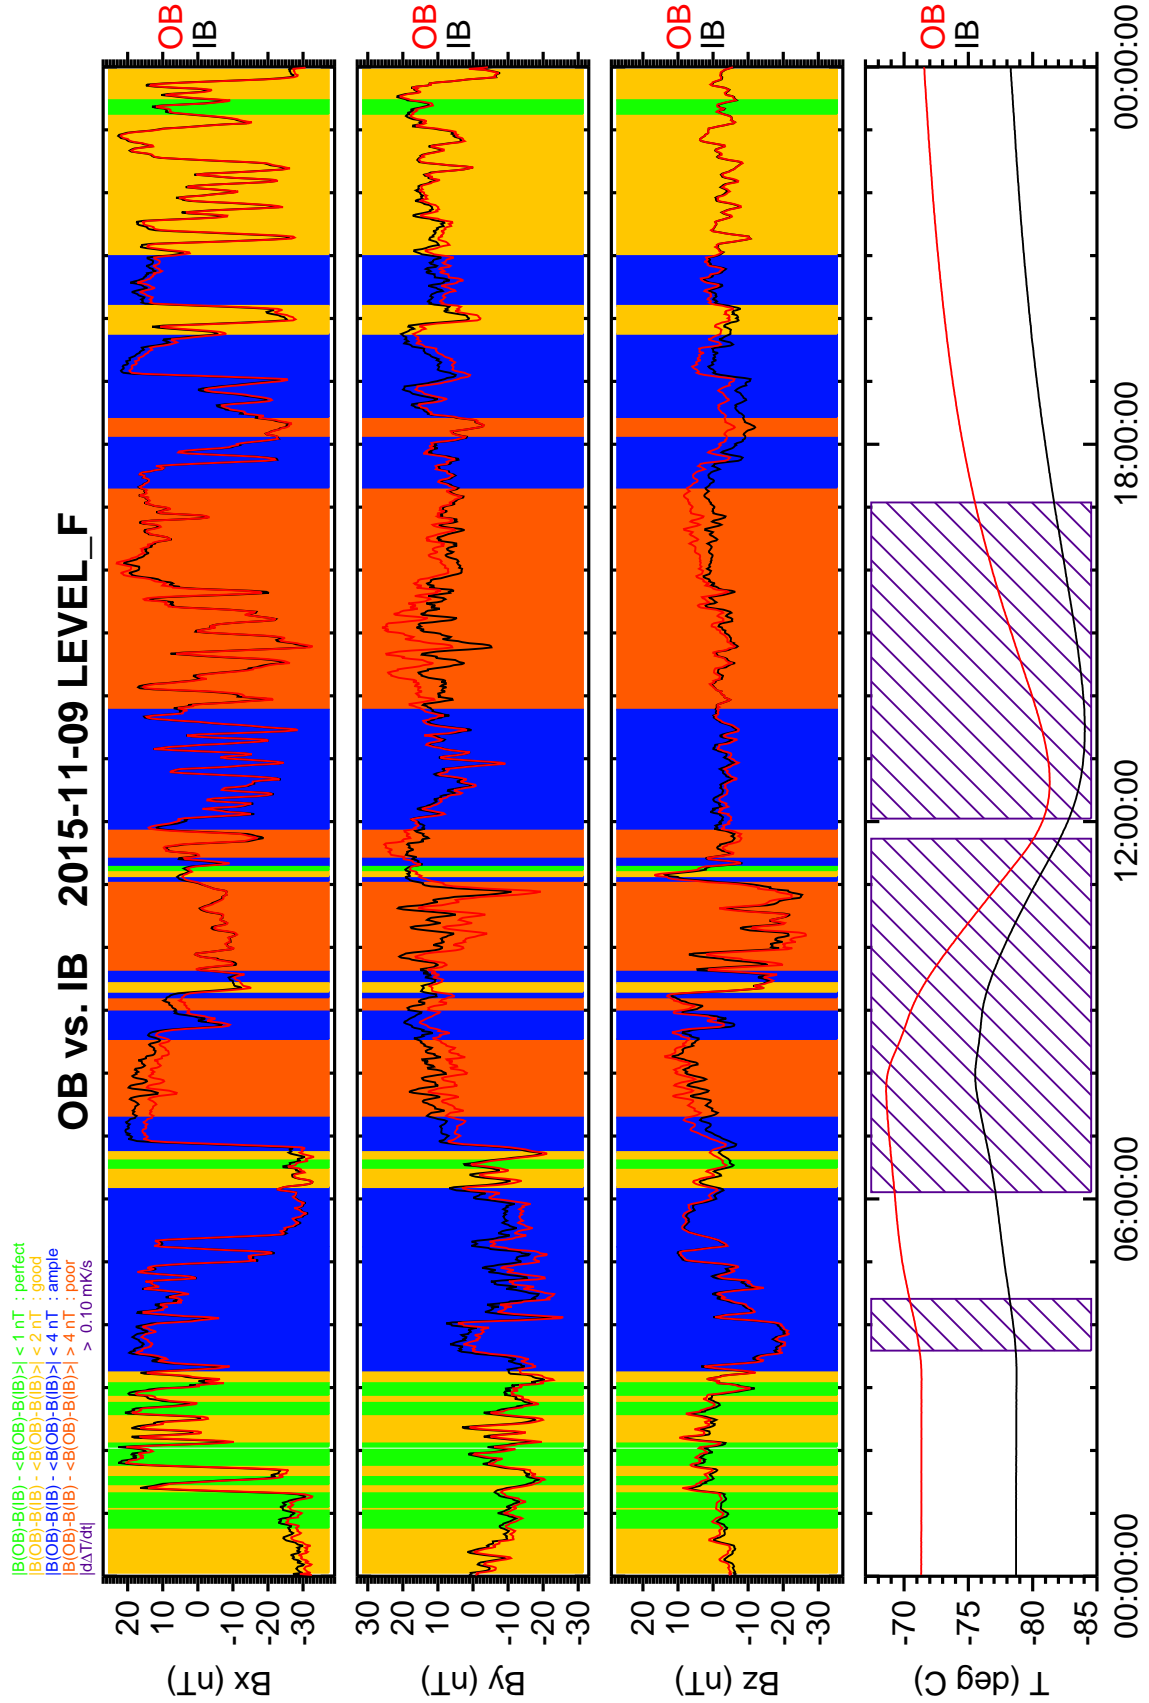 |B(OB)-B(IB) - <B(OB)-B(IB)>| < 1 nT : perfect
|B(OB)-B(IB) - <B(OB)-B(IB)>| < 2 nT : good
|B(OB)-B(IB) - <B(OB)-B(IB)>| < 4 nT : ample
|B(OB)-B(IB) - <B(OB)-B(IB)>| > 4 nT : poor
|dΔT/dt| > 0.10 mK/s
OB vs. IB 2015-11-09 LEVEL_F
Bx (nT)
20
10
0
-10
-20
-30
OB
IB
By (nT)
30
20
10
0
-10
-20
-30
OB
IB
Bz (nT)
20
10
0
-10
-20
-30
OB
IB
T (deg C)
-70
-75
-80
-85
OB
IB
00:00:00
06:00:00
12:00:00
18:00:00
00:00:00